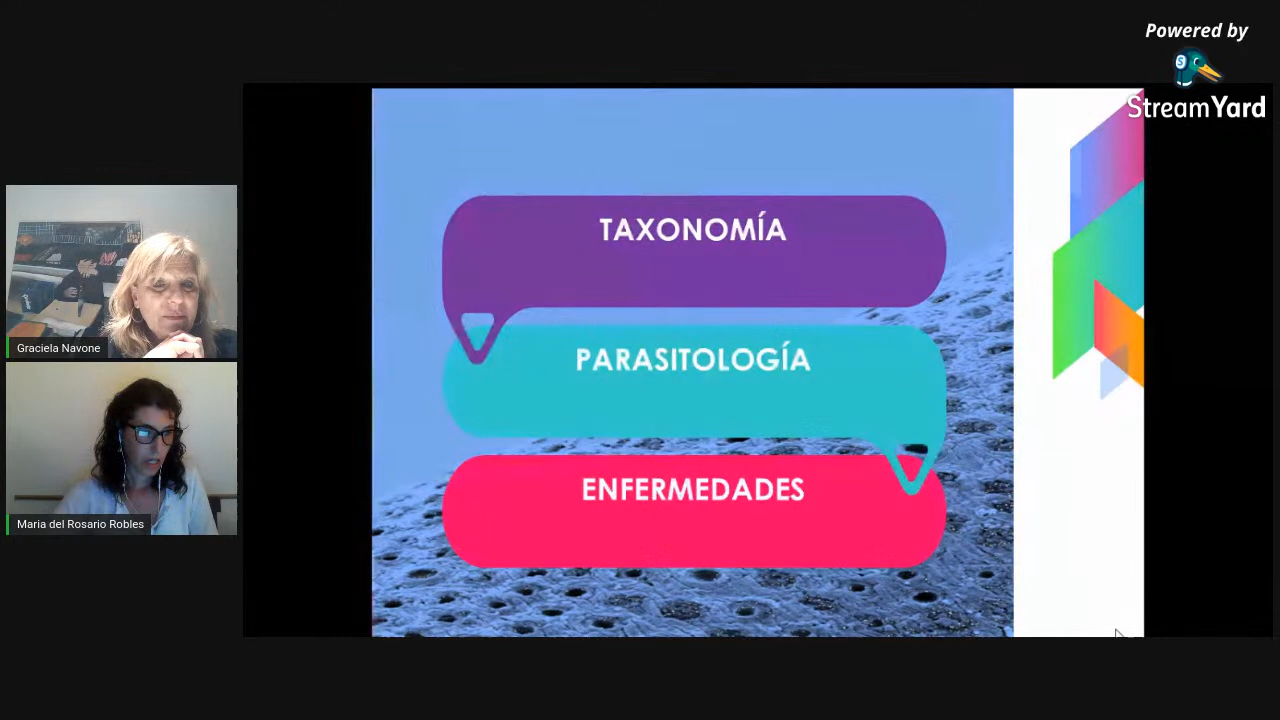 Powered by
StreamYard
TAXONOMÍA
PARASITOLOGÍA
ENFERMEDADES
Graciela Navone
Maria del Rosario Robles